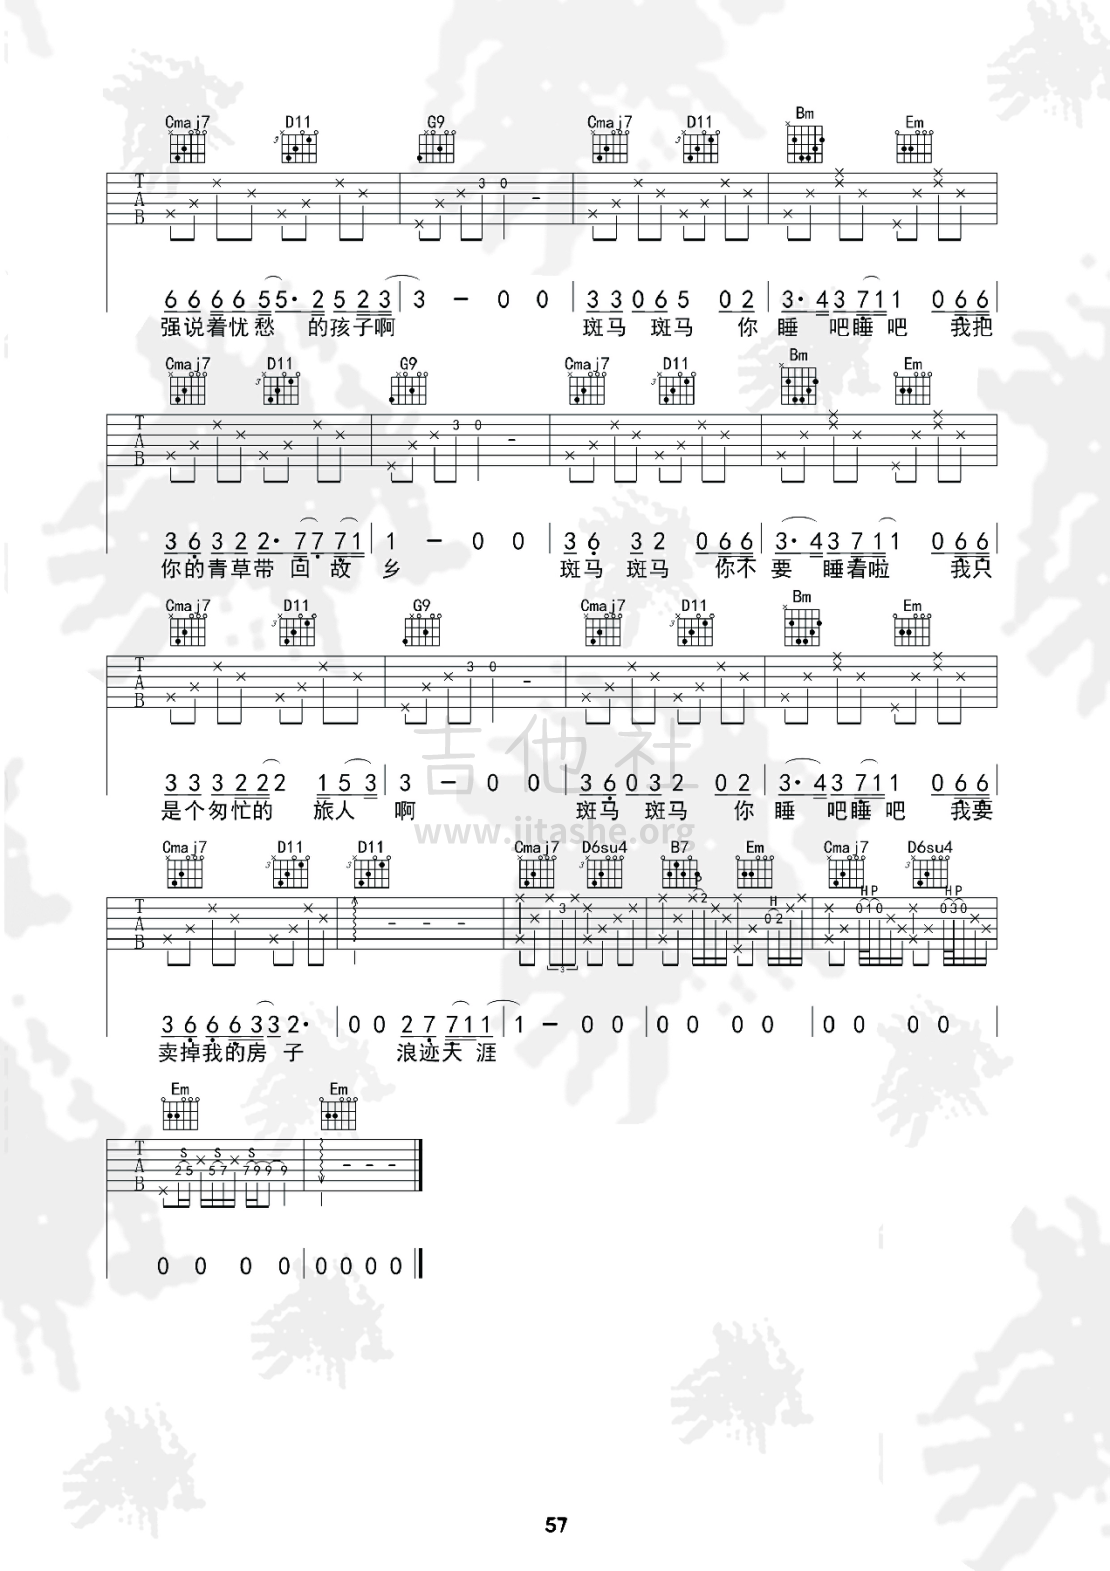 Cmaj7 D11 G9 Cmaj7 D11 Bm Em
3 3 3
T
A
B
3 0 -
6 6 6 6 5 5· 2 5 2 3 | 3 - 0 0 | 3 3 0 6 5 0 2 | 3· 4 3 7 1 1 0 6 6
强说着忧愁 的孩子啊 斑马 斑马 你 睡 吧睡 吧 我把
Cmaj7 D11 G9 Cmaj7 D11 Bm Em
3 3
T
A
B
3 0 -
3 6 3 2 2· 7 7 7 1 | 1 - 0 0 | 3 6 3 2 0 6 6 | 3· 4 3 7 1 1 0 6 6
你的青草带 回 故 乡 斑马 斑马 你不 要 睡着啦 我只
Cmaj7 D11 G9 Cmaj7 D11 Bm Em
3 3
T
A
B
3 0 -
吉他社
3 3 3 2 2 2 1 5 3 | 3 - 0 0 | 3 6 0 3 2 0 2 | 3· 4 3 7 1 1 0 6 6
是个匆忙的 旅人 啊 斑马 斑马 你 睡 吧睡 吧 我要
www.jitashe.org
Cmaj7 D11 D11 Cmaj7 D6su4 B7 Em Cmaj7 D6su4
3 3 3 3
P H HP HP
T
A
B
- - - 3 2 0 2 0 1 0 0 3 0
3
3 6 6 6 3 3 2· | 0 0 2 7 7 1 1 | 1 - 0 0 | 0 0 0 0 | 0 0 0 0
卖掉我的房 子 浪迹天 涯
Em Em
S S S
T
A
B
2 5 5 7 7 9 9 9 - - -
0 0 0 0 | 0 0 0 0
57